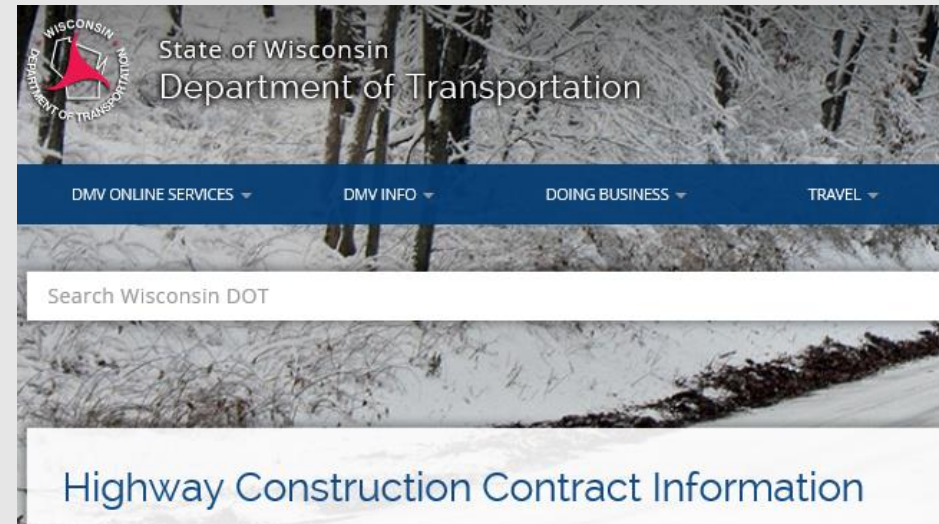 WISCONSIN
DEPARTMENT OF TRANSPORTATION
State of Wisconsin
Department of Transportation
DMV ONLINE SERVICES
DMV INFO
DOING BUSINESS
TRAVEL
Search Wisconsin DOT
Highway Construction Contract Information